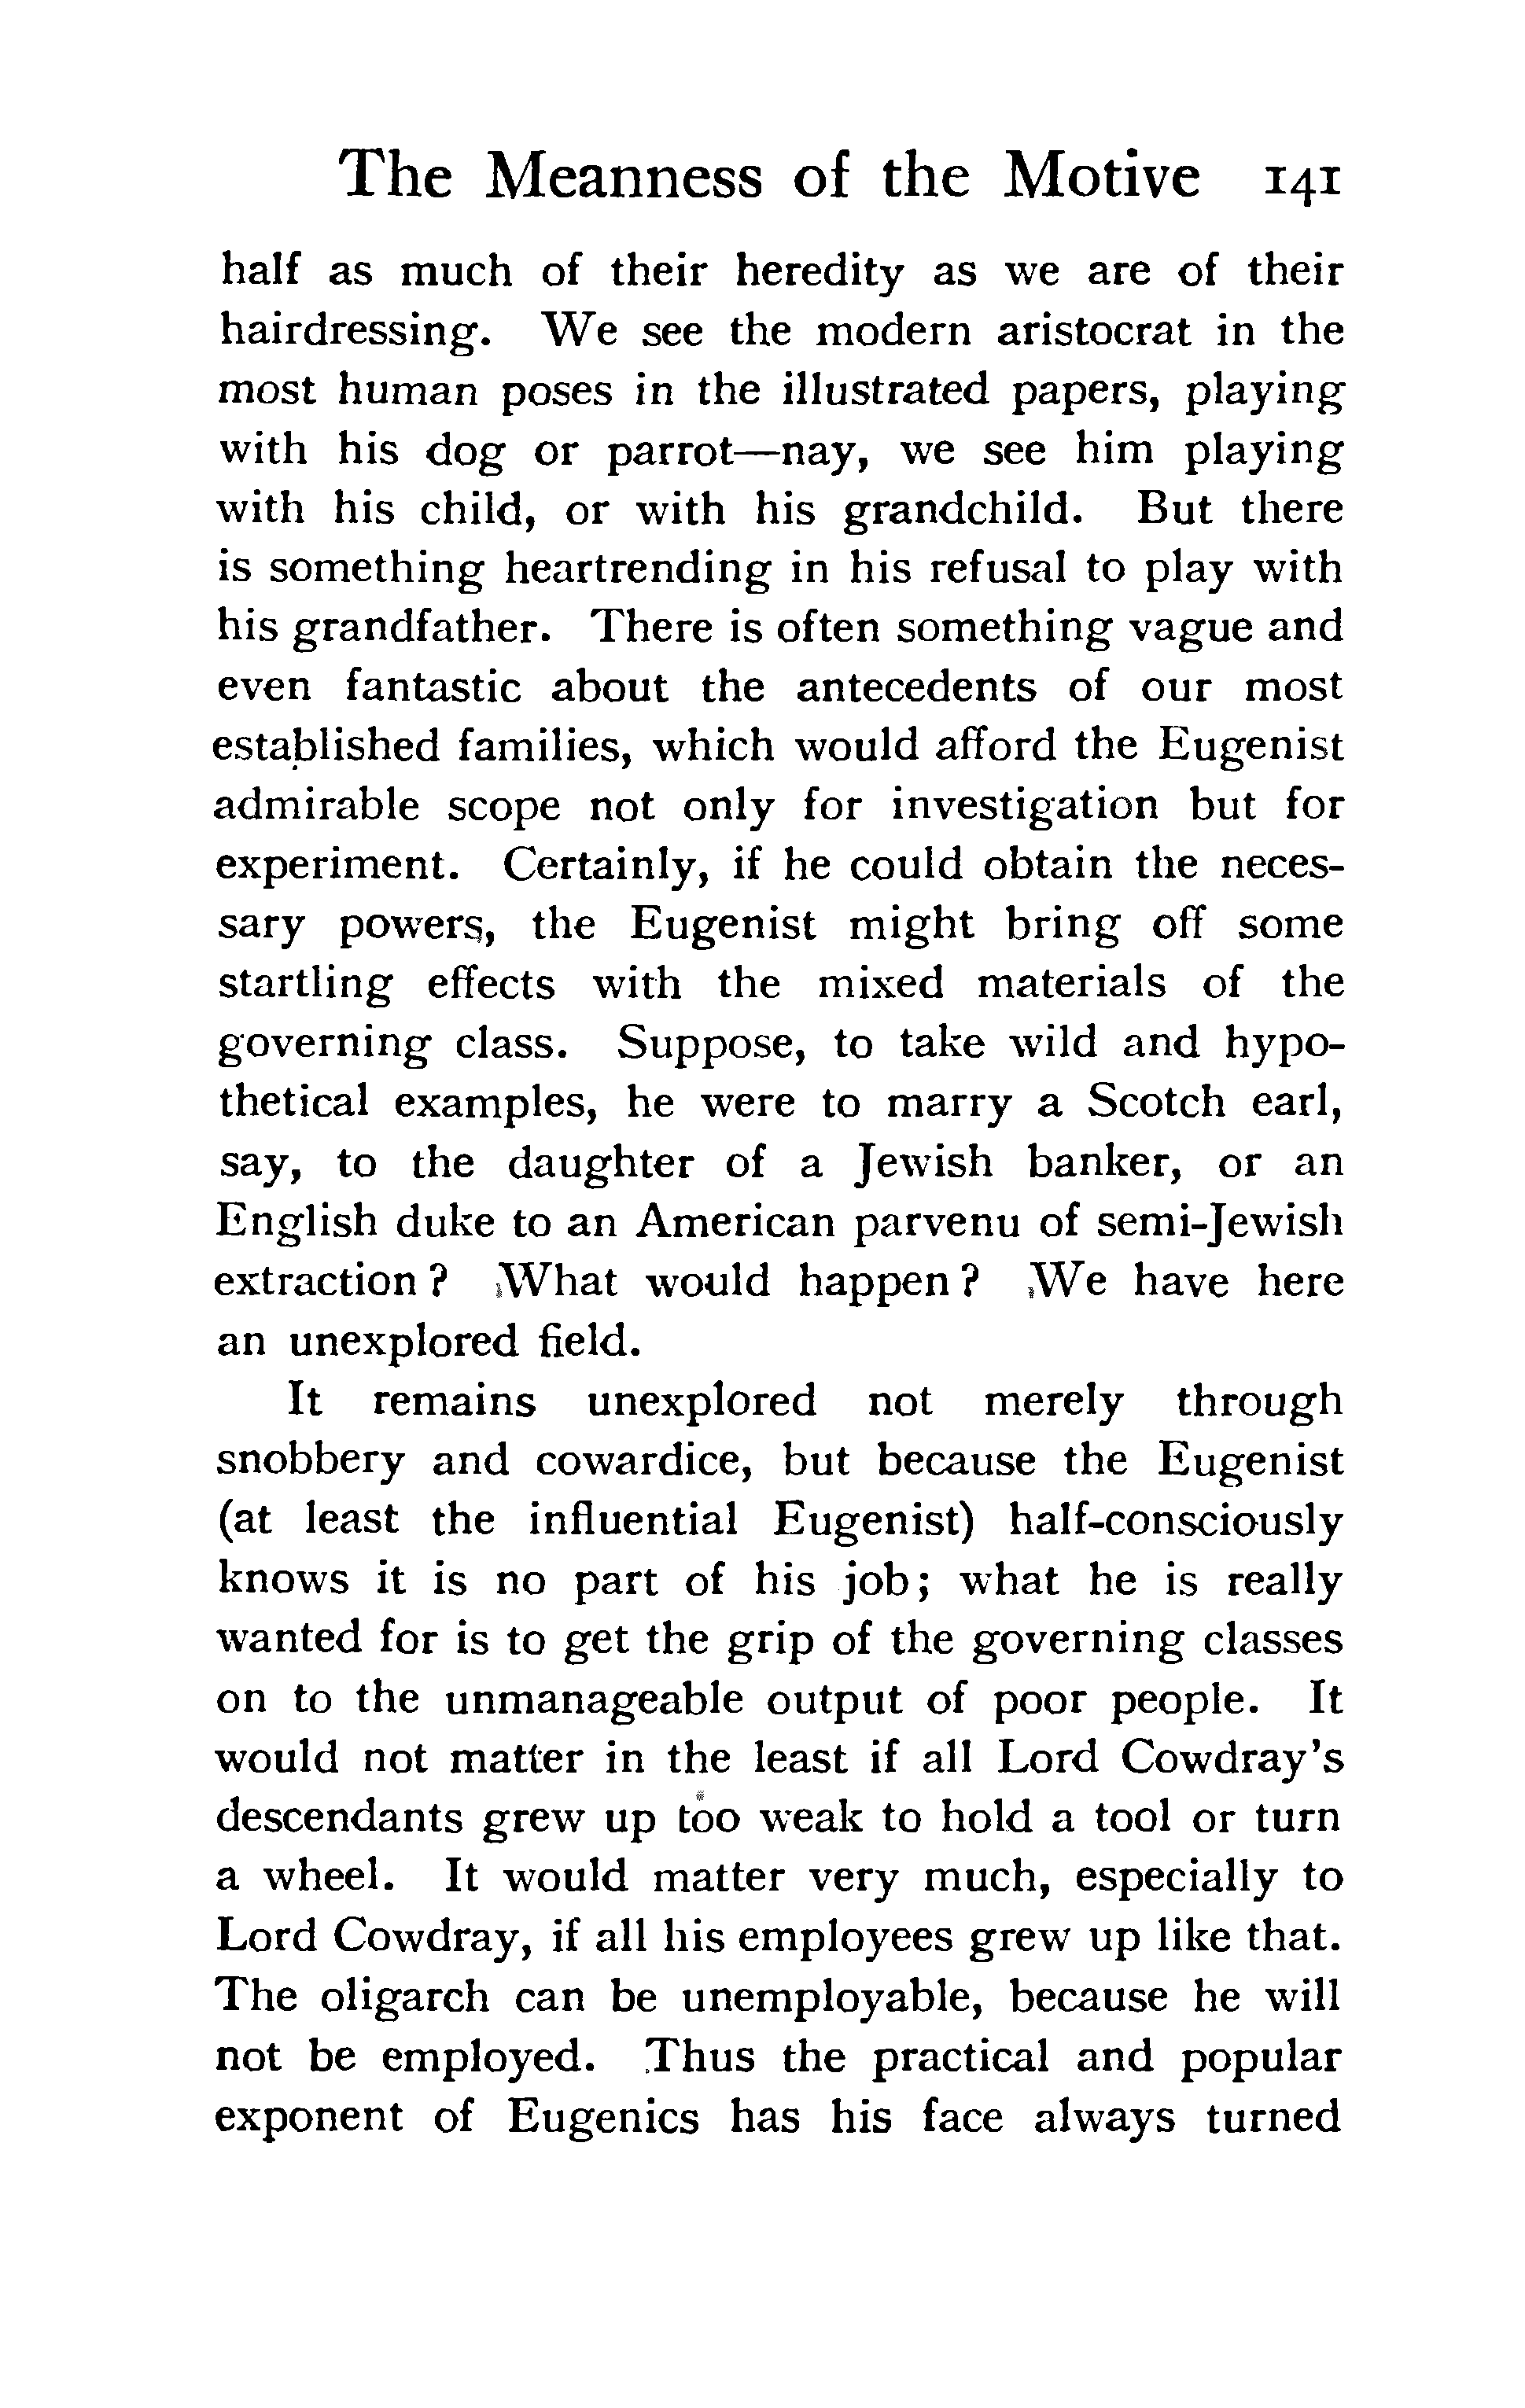 The Meanness of the Motive 141
half as much of their heredity as we are of their
hairdressing. We see the modern aristocrat in the
most human poses in the illustrated papers, playing
with his dog or parrot—nay, we see him playing
with his child, or with his grandchild. But there
is something heartrending in his refusal to play with
his grandfather. There is often something vague and
even fantastic about the antecedents of our most
established families, which would afford the Eugenist
admirable scope not only for investigation but for
experiment. Certainly, if he could obtain the neces-
sary powers, the Eugenist might bring off some
startling effects with the mixed materials of the
governing class. Suppose, to take wild and hypo-
thetical examples, he were to marry a Scotch earl,
say, to the daughter of a Jewish banker, or an
English duke to an American parvenu of semi-Jewish
extraction? What would happen? We have here
an unexplored field.
It remains unexplored not merely through
snobbery and cowardice, but because the Eugenist
(at least the influential Eugenist) half-consciously
knows it is no part of his job; what he is really
wanted for is to get the grip of the governing classes
on to the unmanageable output of poor people. It
would not matter in the least if all Lord Cowdray's
descendants grew up too weak to hold a tool or turn
a wheel. It would matter very much, especially to
Lord Cowdray, if all his employees grew up like that.
The oligarch can be unemployable, because he will
not be employed. Thus the practical and popular
exponent of Eugenics has his face always turned